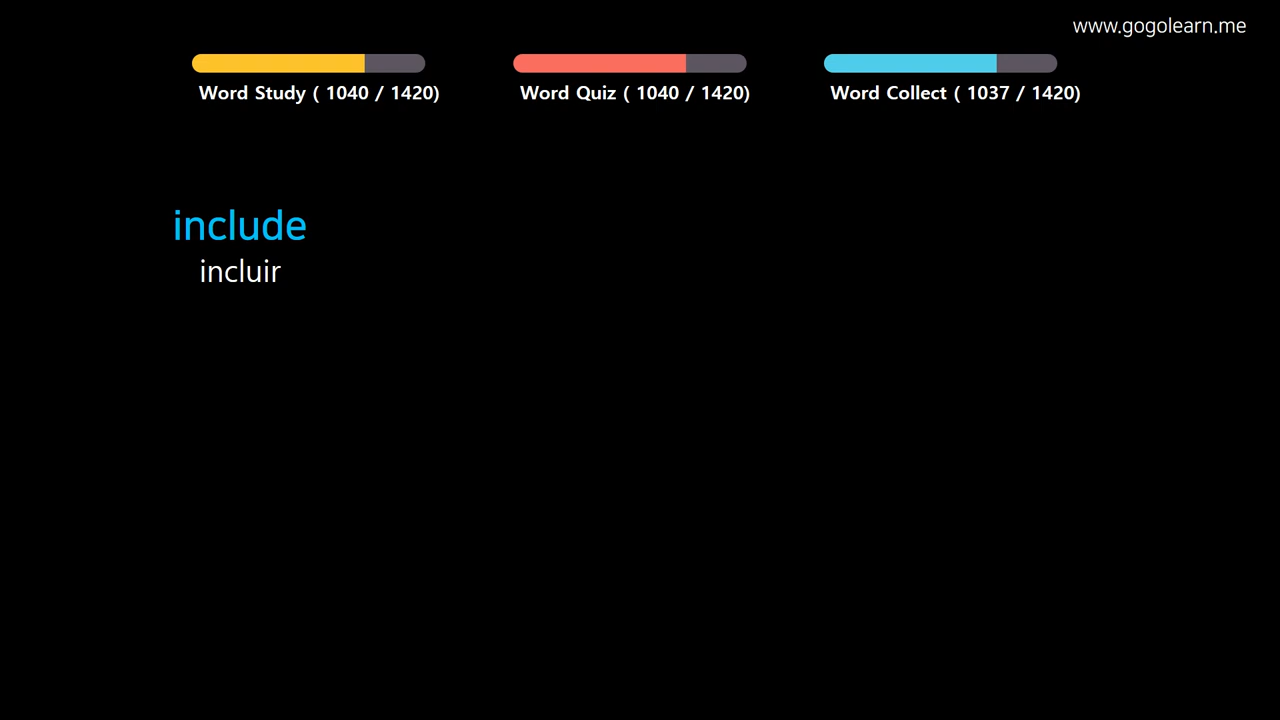 www.gogolearn.me
Word Study ( 1040 / 1420)
Word Quiz ( 1040 / 1420)
Word Collect ( 1037 / 1420)
include
incluir